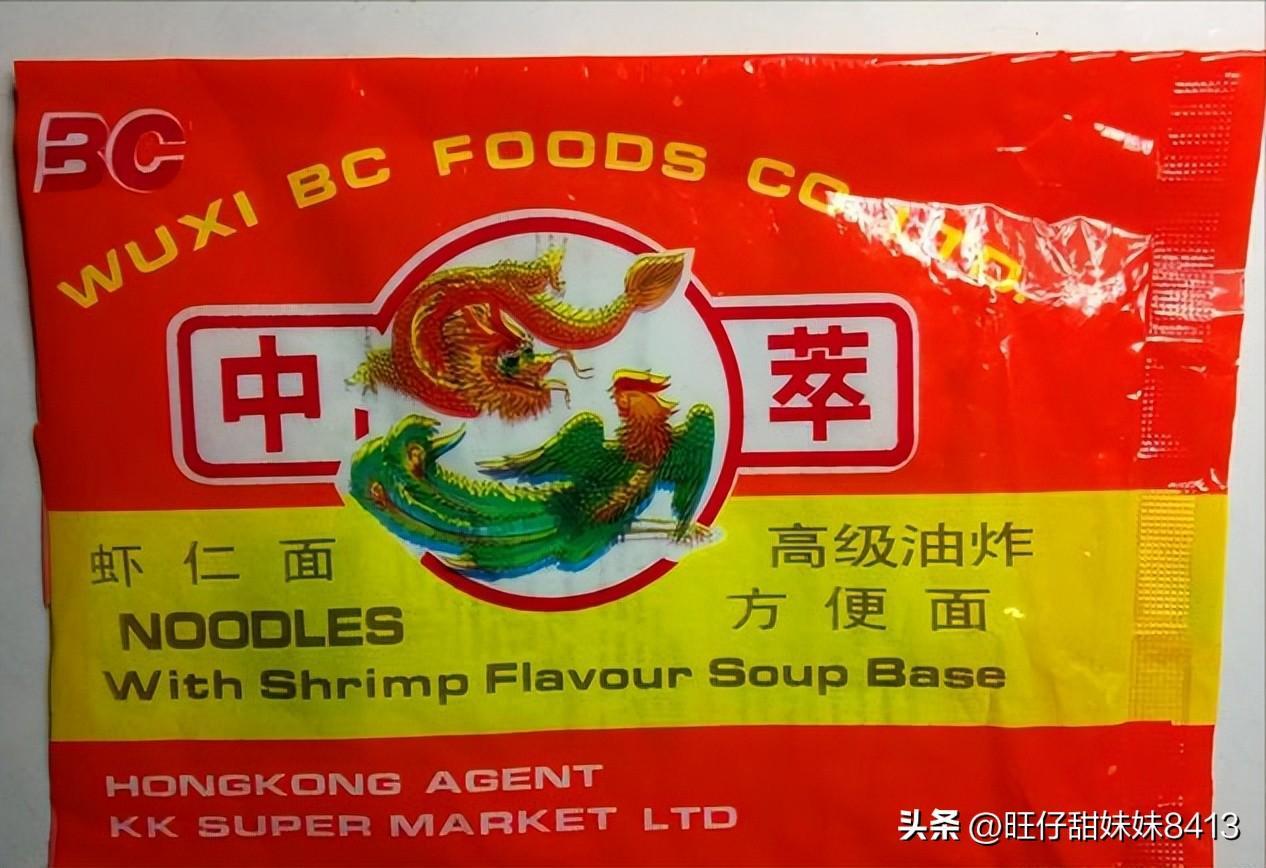 BC
WUXI BC FOODS CO., LTD.
中萃
虾仁面
高级油炸
方便面
NOODLES
With Shrimp Flavour Soup Base
HONGKONG AGENT
KK SUPER MARKET LTD
头条 @旺仔甜妹妹8413